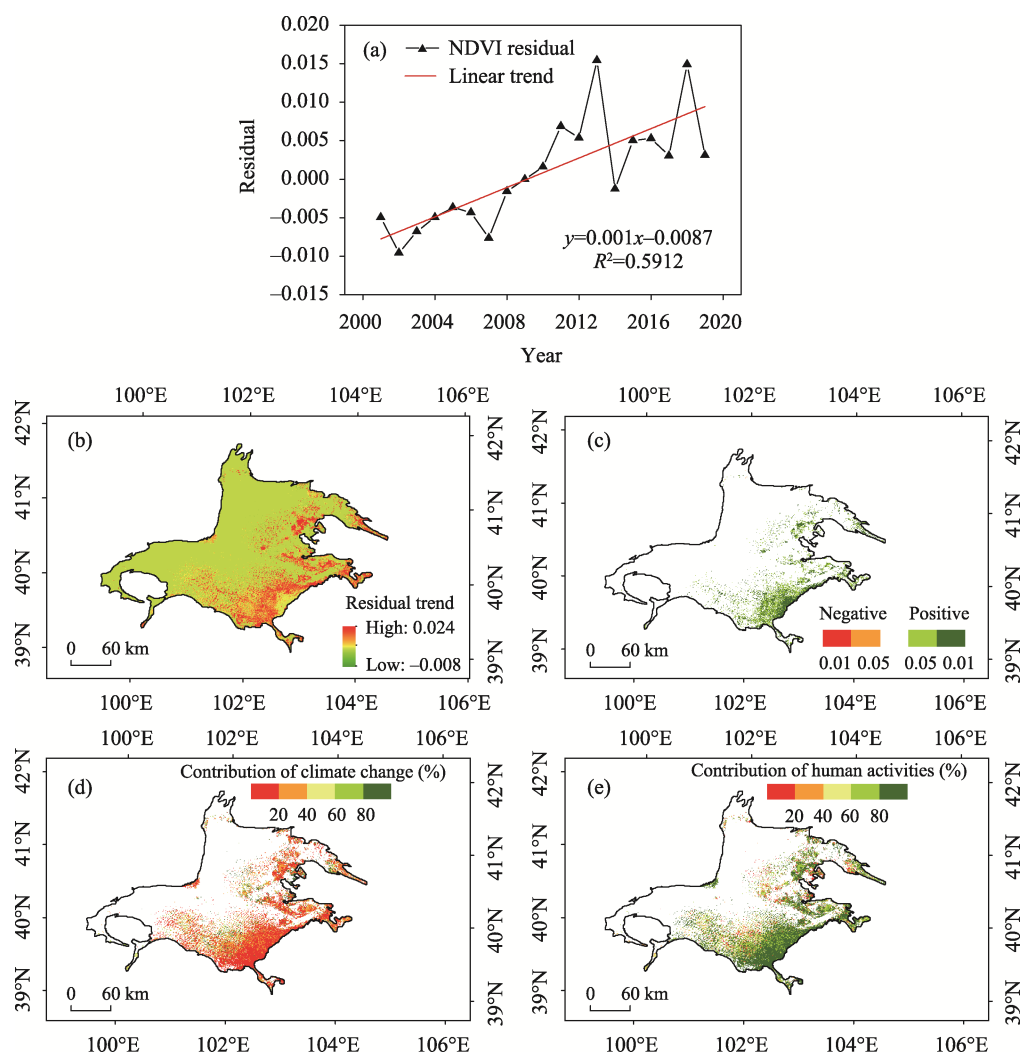 0.020
0.015
0.010
0.005
0.000
−0.005
−0.010
−0.015
Residual
(a)
NDVI residual
Linear trend
y=0.001x−0.0087
R²=0.5912
2000 2004 2008 2012 2016 2020
Year
100°E 102°E 104°E 106°E
42°N 41°N 40°N 39°N
(b)
Residual trend
High: 0.024
Low: −0.008
0 60 km
42°N 41°N 40°N 39°N
100°E 102°E 104°E 106°E
100°E 102°E 104°E 106°E
42°N 41°N 40°N 39°N
(c)
Negative Positive
0.01 0.05 0.05 0.01
0 60 km
42°N 41°N 40°N 39°N
100°E 102°E 104°E 106°E
100°E 102°E 104°E 106°E
42°N 41°N 40°N 39°N
(d)
Contribution of climate change (%)
20 40 60 80
0 60 km
42°N 41°N 40°N 39°N
100°E 102°E 104°E 106°E
100°E 102°E 104°E 106°E
42°N 41°N 40°N 39°N
(e)
Contribution of human activities (%)
20 40 60 80
0 60 km
42°N 41°N 40°N 39°N
100°E 102°E 104°E 106°E